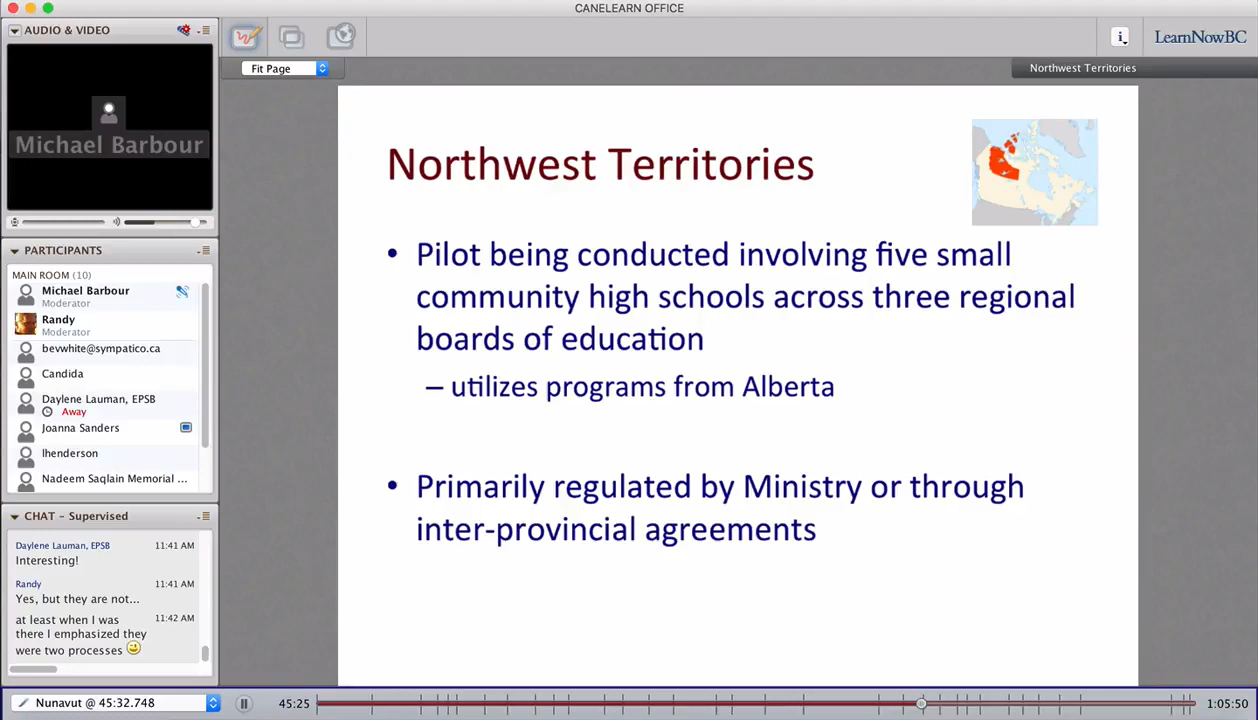 CANELEARN OFFICE
AUDIO & VIDEO
Michael Barbour
PARTICIPANTS
MAIN ROOM (10)
Michael Barbour
Moderator
Randy
Moderator
bevwhite@sympatico.ca
Candida
Daylene Lauman, EPSB
Away
Joanna Sanders
lhenderson
Nadeem Saqlain Memorial ...
CHAT – Supervised
Daylene Lauman, EPSB 11:41 AM
Interesting!
Randy 11:41 AM
Yes, but they are not...
at least when I was 11:42 AM
there I emphasized they
were two processes
Fit Page
i
LearnNowBC
Northwest Territories
Northwest Territories
• Pilot being conducted involving five small
community high schools across three regional
boards of education
– utilizes programs from Alberta
• Primarily regulated by Ministry or through
inter-provincial agreements
Nunavut @ 45:32.748
45:25
1:05:50